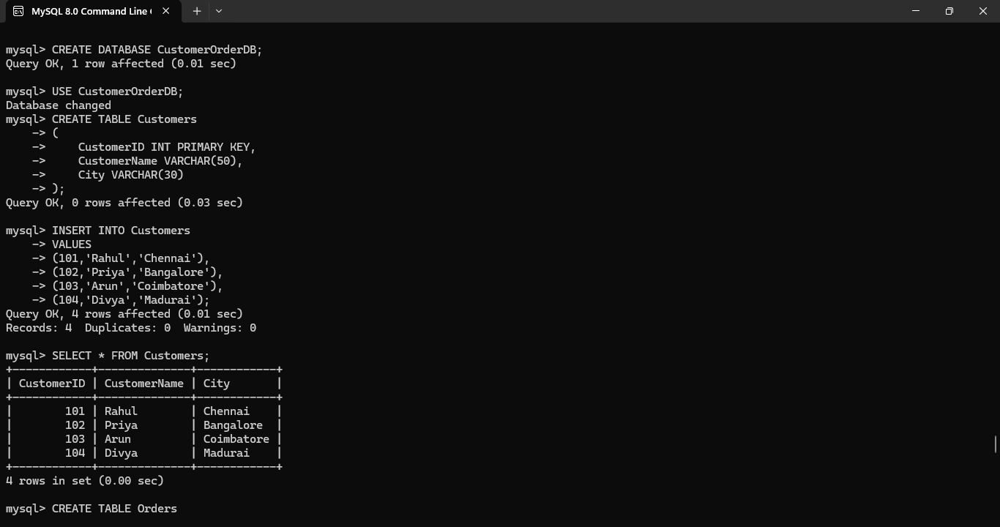 MySQL 8.0 Command Line
mysql> CREATE DATABASE CustomerOrderDB;
Query OK, 1 row affected (0.01 sec)
mysql> USE CustomerOrderDB;
Database changed
mysql> CREATE TABLE Customers
    -> (
    ->     CustomerID INT PRIMARY KEY,
    ->     CustomerName VARCHAR(50),
    ->     City VARCHAR(30)
    -> );
Query OK, 0 rows affected (0.03 sec)
mysql> INSERT INTO Customers
    -> VALUES
    -> (101,'Rahul','Chennai'),
    -> (102,'Priya','Bangalore'),
    -> (103,'Arun','Coimbatore'),
    -> (104,'Divya','Madurai');
Query OK, 4 rows affected (0.01 sec)
Records: 4  Duplicates: 0  Warnings: 0
mysql> SELECT * FROM Customers;
+------------+--------------+------------+
| CustomerID | CustomerName | City       |
+------------+--------------+------------+
|        101 | Rahul        | Chennai    |
|        102 | Priya        | Bangalore  |
|        103 | Arun         | Coimbatore |
|        104 | Divya        | Madurai    |
+------------+--------------+------------+
4 rows in set (0.00 sec)
mysql> CREATE TABLE Orders